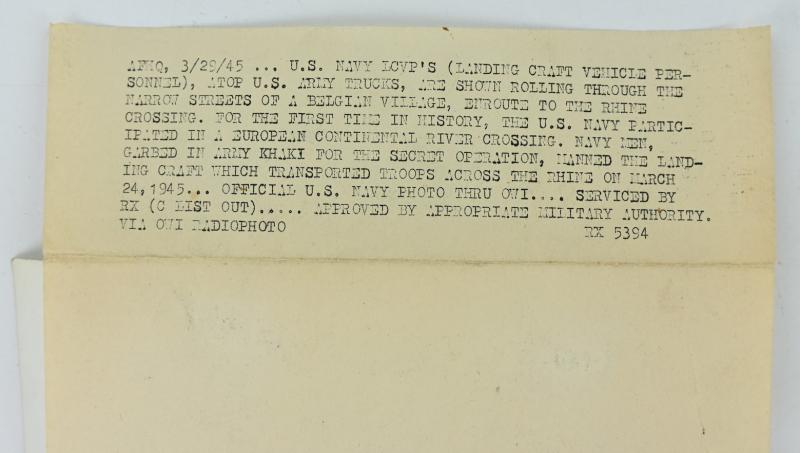 AFHQ, 3/29/45 ... U.S. NAVY LCVP'S (LANDING CRAFT VEHICLE PER-
SONNEL), ATOP U.S. ARMY TRUCKS, ARE SHOWN ROLLING THROUGH THE
NARROW STREETS OF A BELGIAN VILLAGE, ENROUTE TO THE RHINE
CROSSING. FOR THE FIRST TIME IN HISTORY, THE U.S. NAVY PARTIC-
IPATED IN A EUROPEAN CONTINENTAL RIVER CROSSING. NAVY MEN,
GARBED IN ARMY KHAKI FOR THE SECRET OPERATION, MANNED THE LAND-
ING CRAFT WHICH TRANSPORTED TROOPS ACROSS THE RHINE ON MARCH
24, 1945... OFFICIAL U.S. NAVY PHOTO THRU OWI.... SERVICED BY
RX (C LIST OUT)..... APPROVED BY APPROPRIATE MILITARY AUTHORITY.
VIA OWI RADIOPHOTO RX 5394